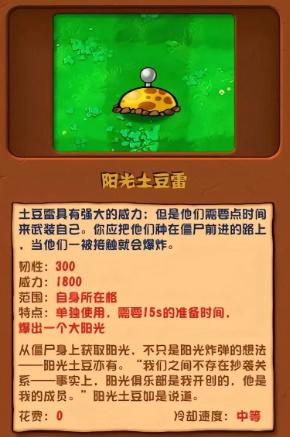 阳光土豆雷
土豆雷具有强大的威力；但是他们需要点时间
来武装自己。你应把他们种在僵尸前进的路上
，当他们一被接触就会爆炸。
韧性：300
威力：1800
范围：自身所在格
特点：单独使用，需要15s的准备时间，
爆出一个大阳光
从僵尸身上获取阳光，不只是阳光炸弹的想法
——阳光土豆亦有。“我们之间不存在抄袭关
系——事实上，阳光俱乐部是我开创的，他是
我的成员。”阳光土豆如是说道。
花费：0 冷却速度：中等